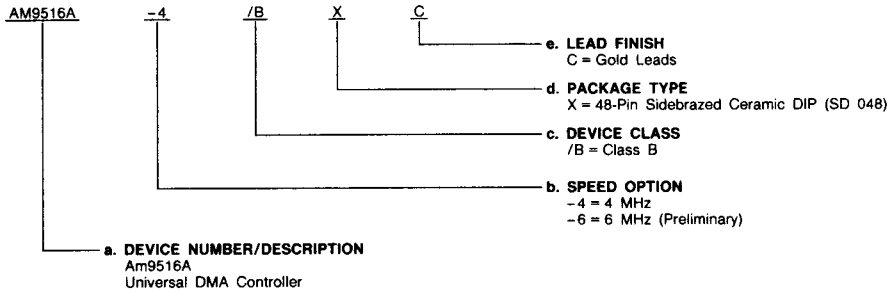 AM9516A -4 /B X C
e. LEAD FINISH
C = Gold Leads
d. PACKAGE TYPE
X = 48-Pin Sidebrazed Ceramic DIP (SD 048)
c. DEVICE CLASS
/B = Class B
b. SPEED OPTION
-4 = 4 MHz
-6 = 6 MHz (Preliminary)
a. DEVICE NUMBER/DESCRIPTION
Am9516A
Universal DMA Controller